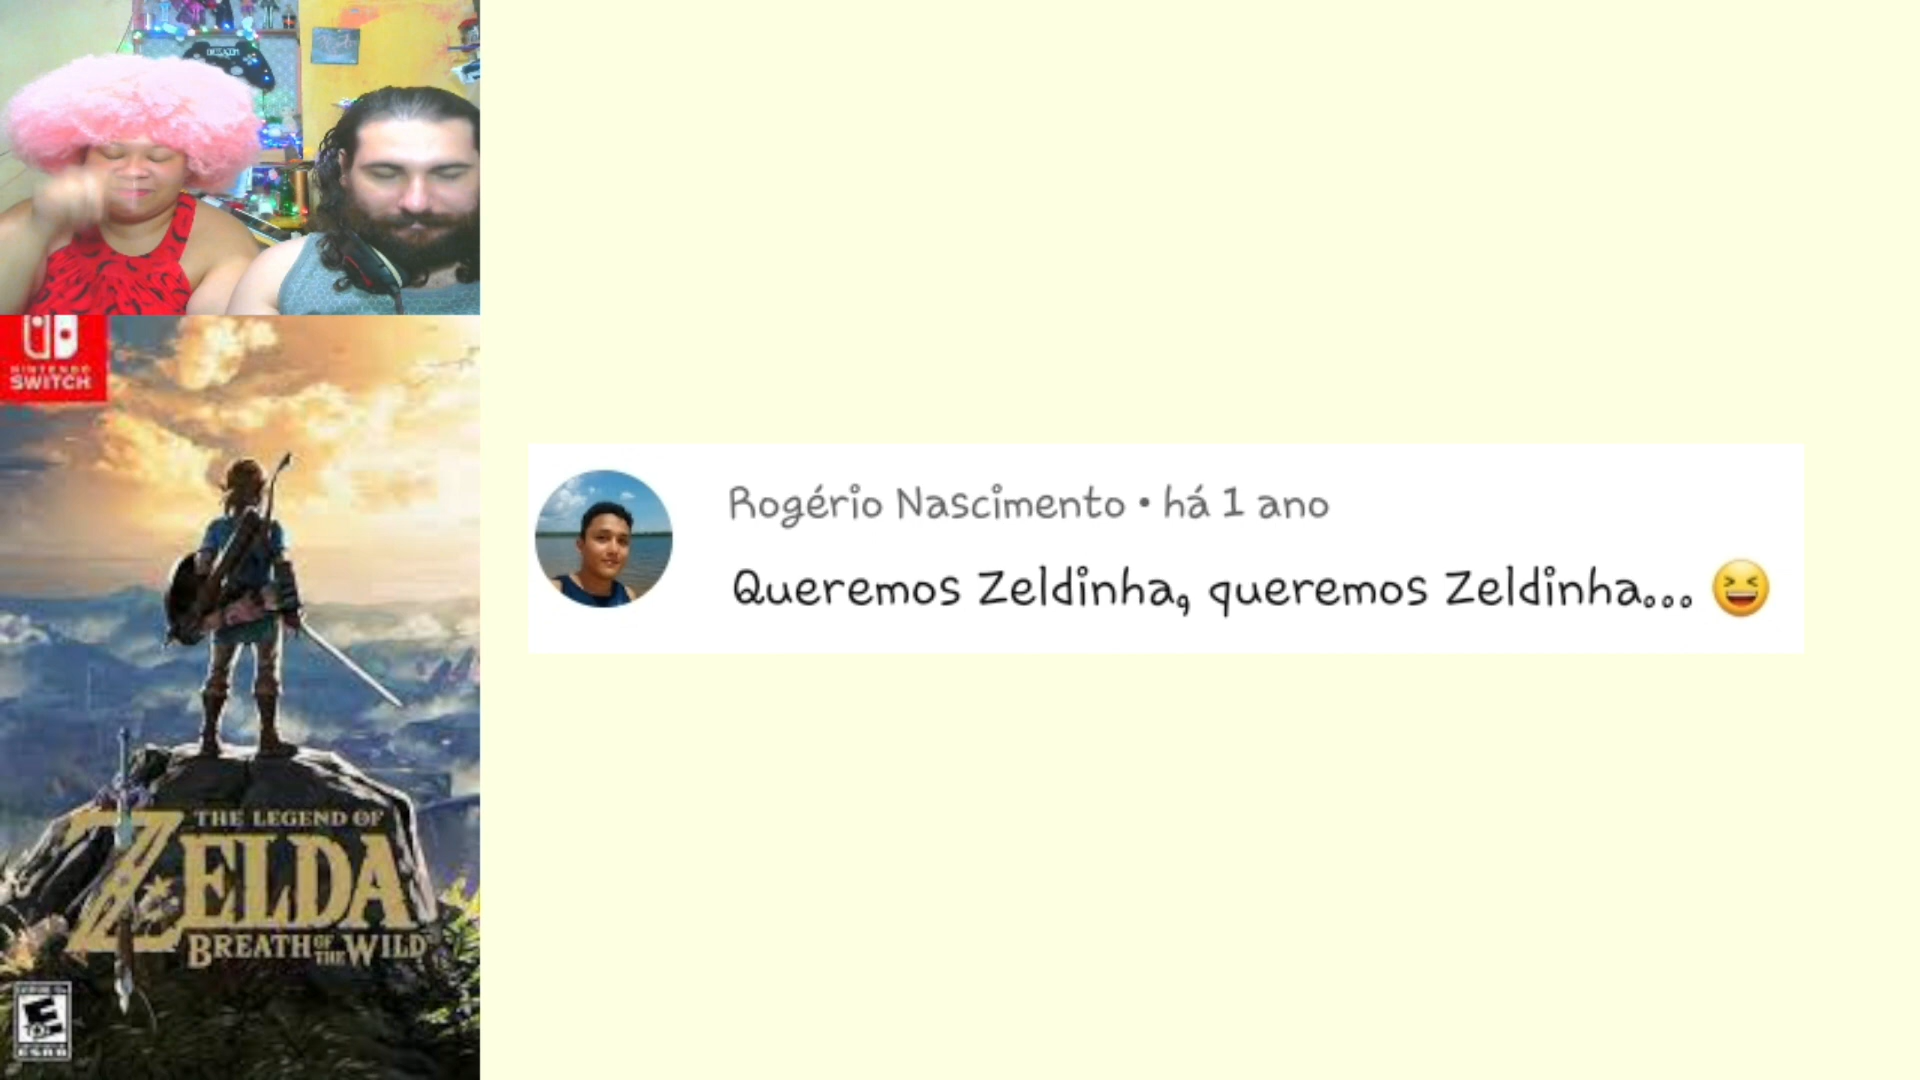 NINTENDO
SWITCH
THE LEGEND OF
ZELDA
BREATH OF THE WILD
E
ESRB
Rogério Nascimento • há 1 ano
Queremos Zeldinha, queremos Zeldinha... 😆